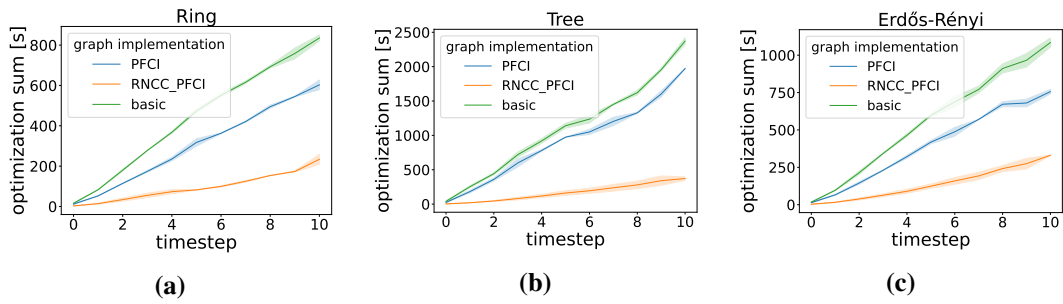 Ring
optimization sum [s]
800
600
400
200
0
graph implementation
PFCI
RNCC_PFCI
basic
0 2 4 6 8 10
timestep
(a)
Tree
optimization sum [s]
2500
2000
1500
1000
500
0
graph implementation
PFCI
RNCC_PFCI
basic
0 2 4 6 8 10
timestep
(b)
Erdős-Rényi
optimization sum [s]
1000
750
500
250
0
graph implementation
PFCI
RNCC_PFCI
basic
0 2 4 6 8 10
timestep
(c)